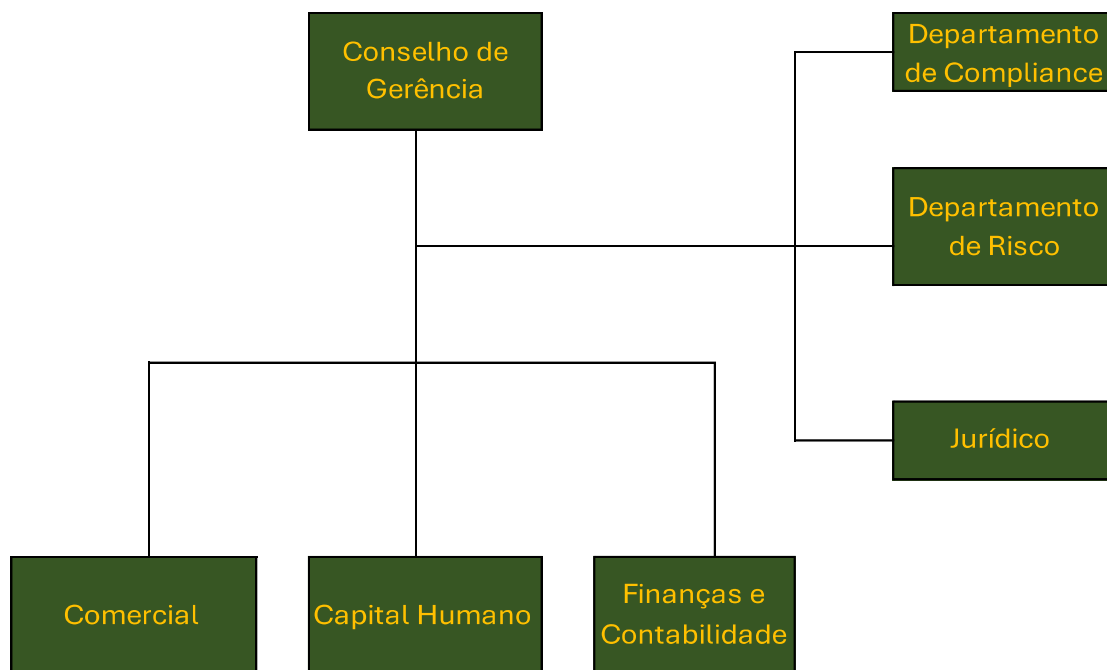 Conselho de
Gerência
Departamento
de Compliance
Departamento
de Risco
Jurídico
Comercial
Capital Humano
Finanças e
Contabilidade